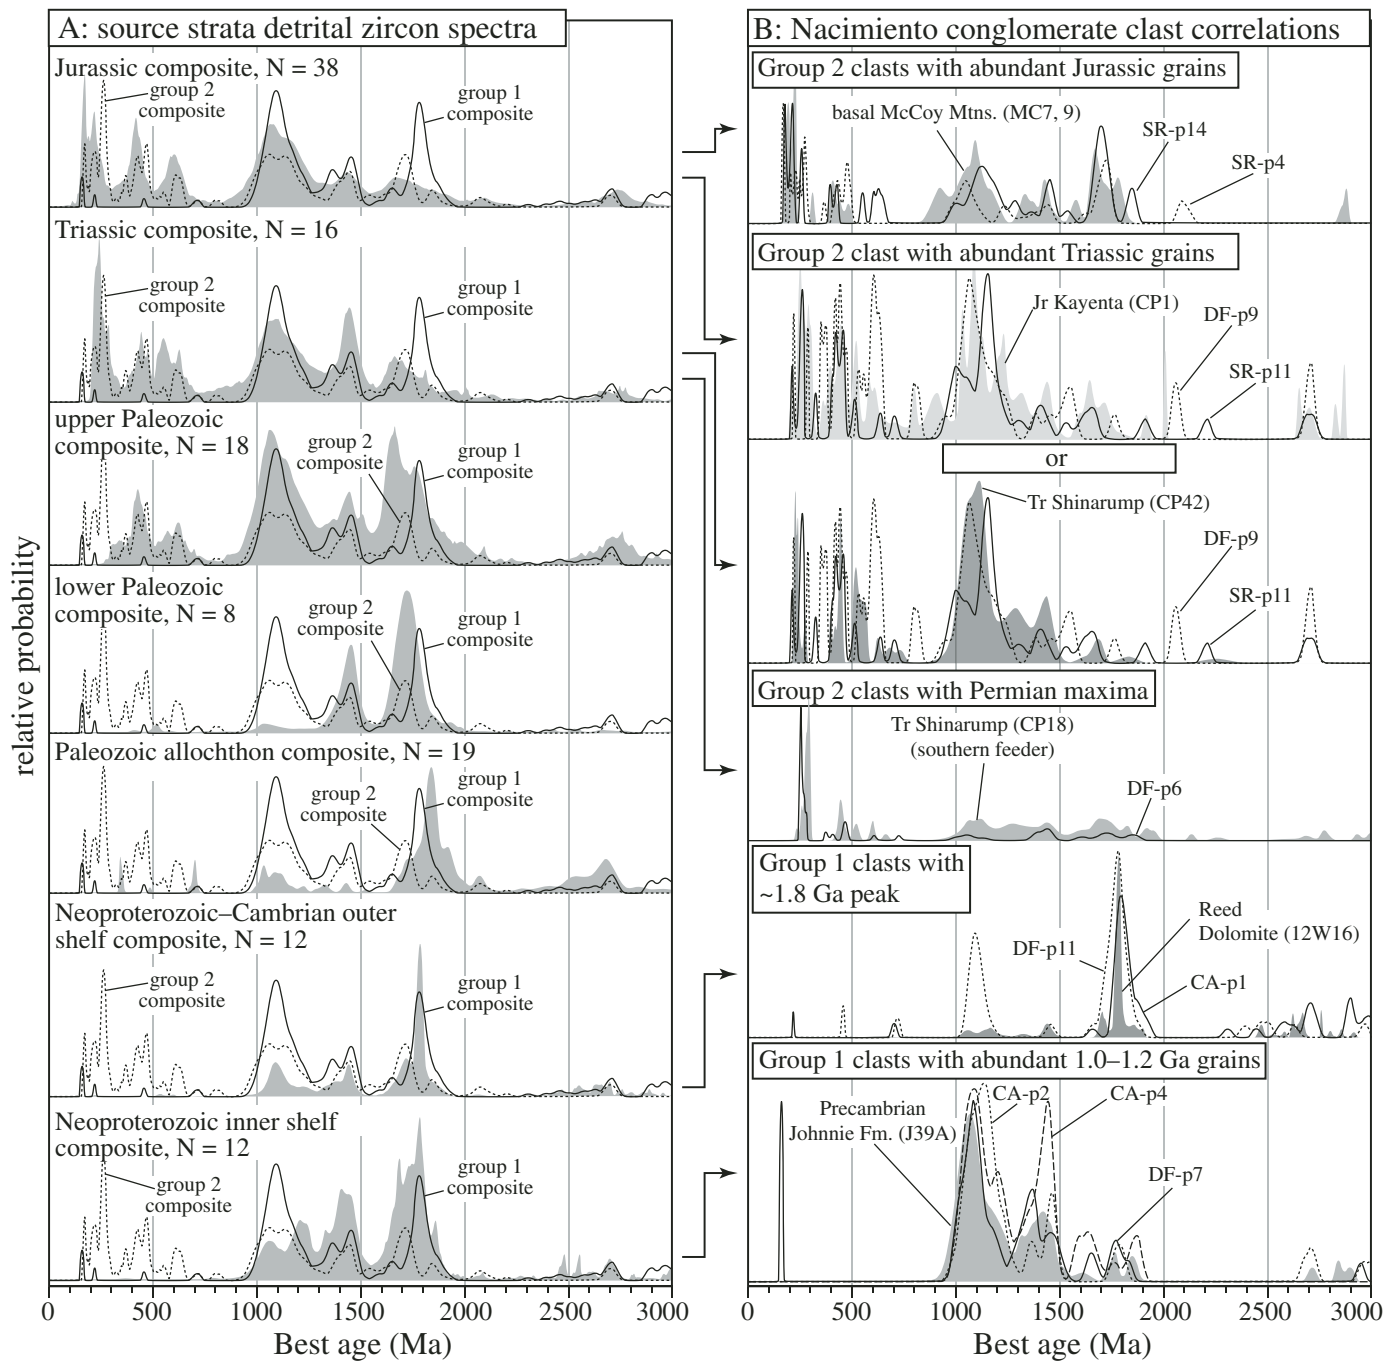 A: source strata detrital zircon spectra
Jurassic composite, N = 38
group 2
composite
group 1
composite
Triassic composite, N = 16
group 2
composite
group 1
composite
upper Paleozoic
composite, N = 18
group 2
composite
group 1
composite
lower Paleozoic
composite, N = 8
group 2
composite
group 1
composite
Paleozoic allochthon composite, N = 19
group 2
composite
group 1
composite
Neoproterozoic–Cambrian outer
shelf composite, N = 12
group 2
composite
group 1
composite
Neoproterozoic inner shelf
composite, N = 12
group 2
composite
group 1
composite
relative probability
0 500 1000 1500 2000 2500 3000
Best age (Ma)
B: Nacimiento conglomerate clast correlations
Group 2 clasts with abundant Jurassic grains
basal McCoy Mtns. (MC7, 9)
SR-p14
SR-p4
Group 2 clast with abundant Triassic grains
Jr Kayenta (CP1)
DF-p9
SR-p11
or
Tr Shinarump (CP42)
DF-p9
SR-p11
Group 2 clasts with Permian maxima
Tr Shinarump (CP18)
(southern feeder)
DF-p6
Group 1 clasts with
~1.8 Ga peak
Reed
Dolomite (12W16)
DF-p11
CA-p1
Group 1 clasts with abundant 1.0–1.2 Ga grains
Precambrian
Johnnie Fm. (J39A)
CA-p2
CA-p4
DF-p7
0 500 1000 1500 2000 2500 3000
Best age (Ma)